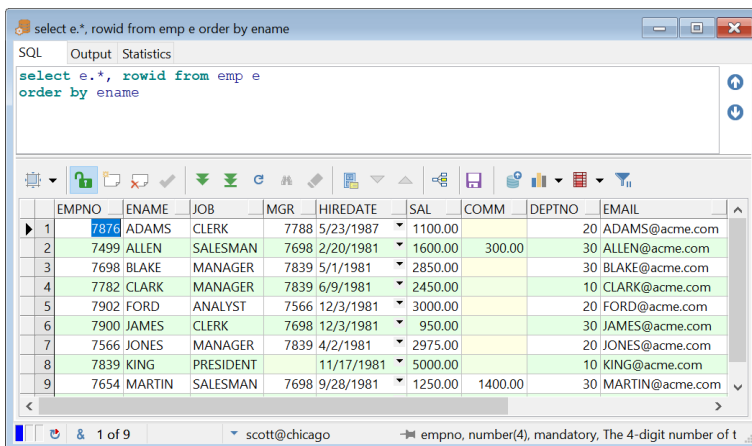 select e.*, rowid from emp e order by ename
SQL Output Statistics
select e.*, rowid from emp e
order by ename
EMPNO ENAME JOB MGR HIREDATE SAL COMM DEPTNO EMAIL
1 7876 ADAMS CLERK 7788 5/23/1987 1100.00 20 ADAMS@acme.com
2 7499 ALLEN SALESMAN 7698 2/20/1981 1600.00 300.00 30 ALLEN@acme.com
3 7698 BLAKE MANAGER 7839 5/1/1981 2850.00 30 BLAKE@acme.com
4 7782 CLARK MANAGER 7839 6/9/1981 2450.00 10 CLARK@acme.com
5 7902 FORD ANALYST 7566 12/3/1981 3000.00 20 FORD@acme.com
6 7900 JAMES CLERK 7698 12/3/1981 950.00 30 JAMES@acme.com
7 7566 JONES MANAGER 7839 4/2/1981 2975.00 20 JONES@acme.com
8 7839 KING PRESIDENT 11/17/1981 5000.00 10 KING@acme.com
9 7654 MARTIN SALESMAN 7698 9/28/1981 1250.00 1400.00 30 MARTIN@acme.com
& 1 of 9 scott@chicago empno, number(4), mandatory, The 4-digit number of t